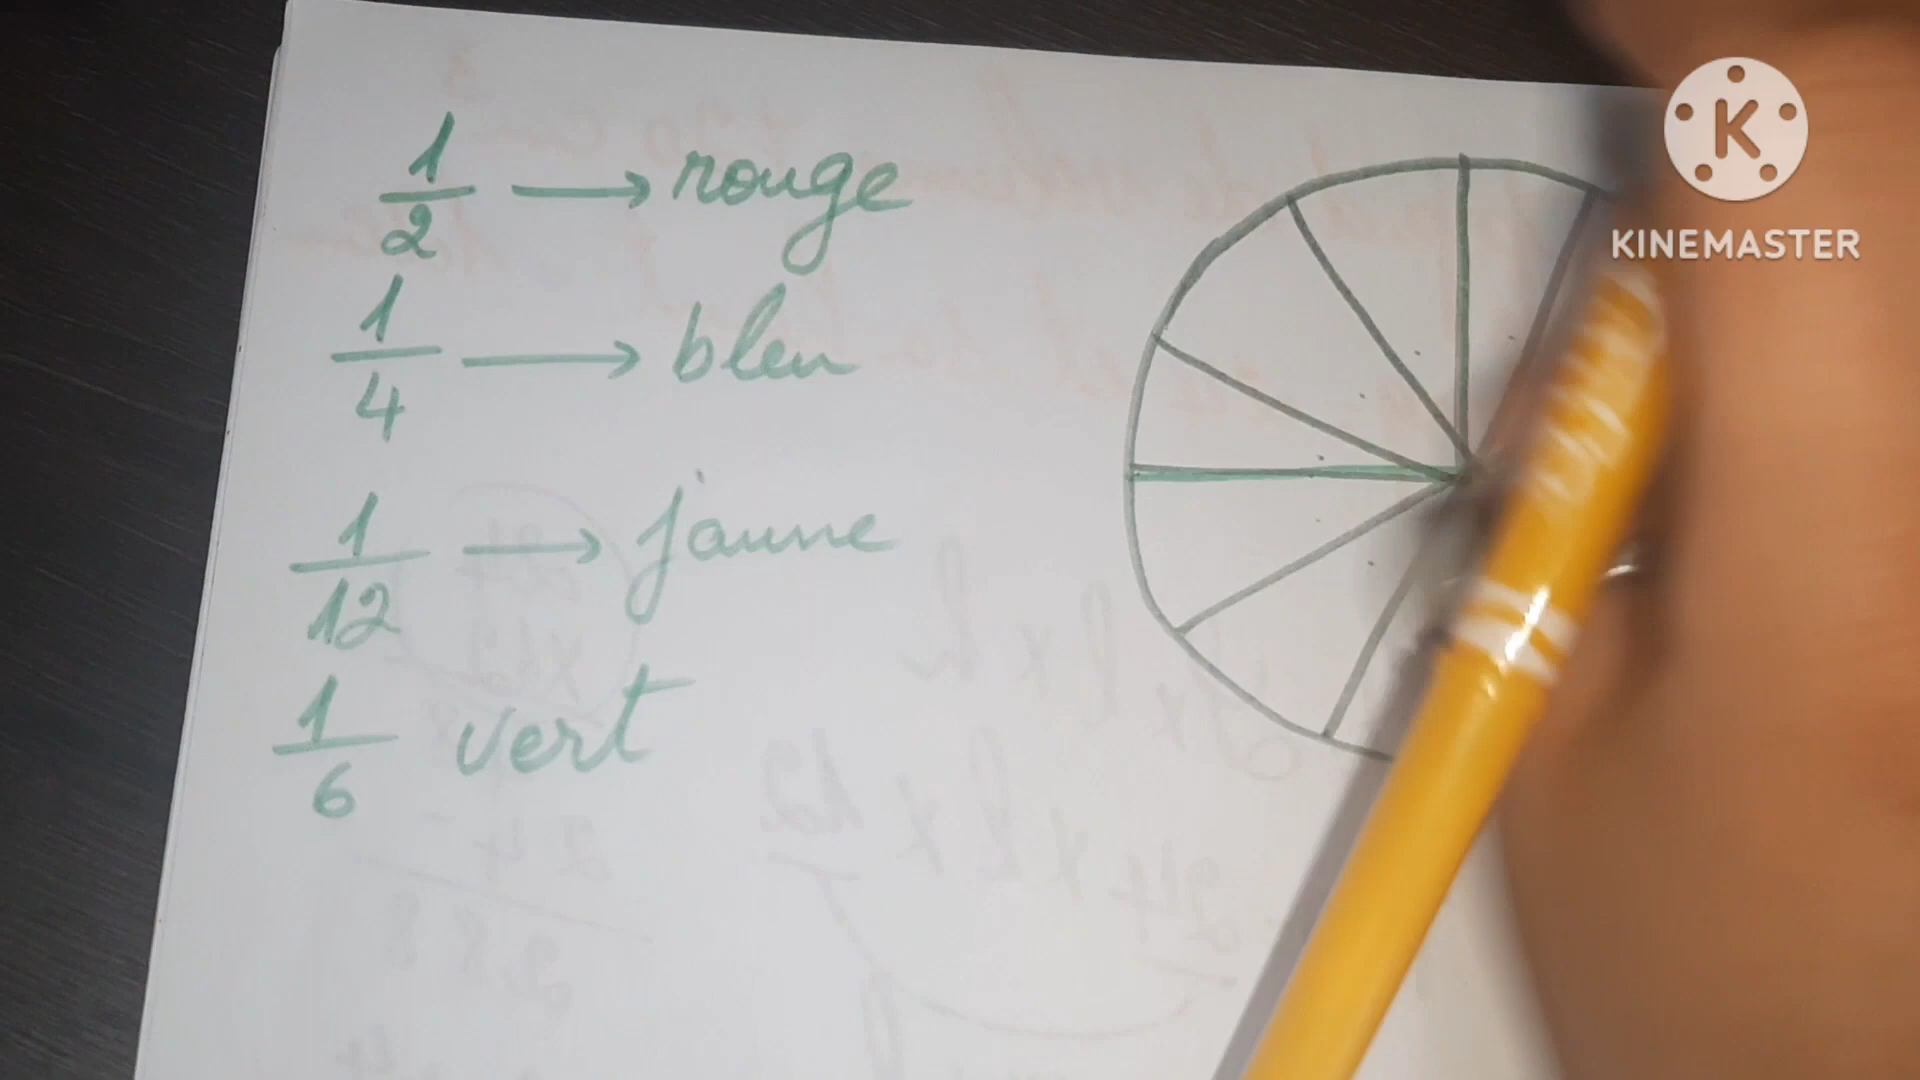 1/2 → rouge
1/4 → bleu
1/12 → jaune
1/6 vert
K
KINEMASTER